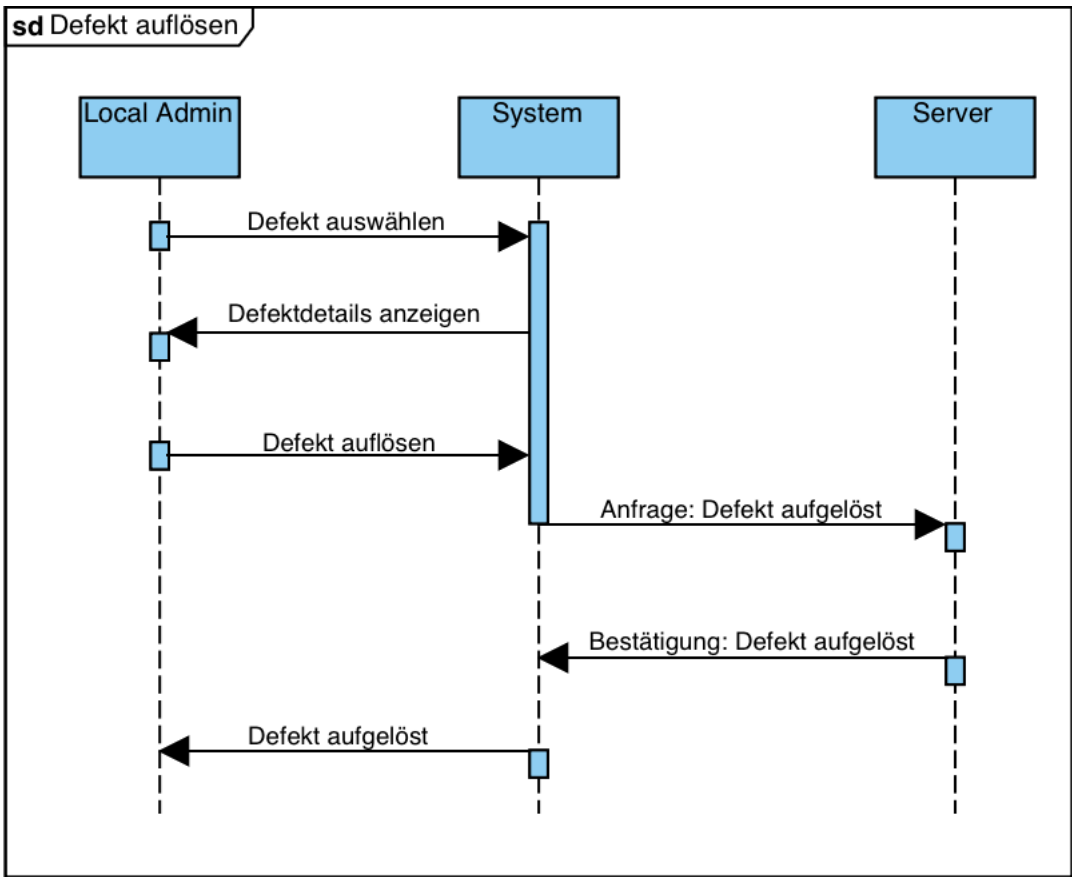 sd Defekt auflösen
Local Admin
System
Server
Defekt auswählen
Defektdetails anzeigen
Defekt auflösen
Anfrage: Defekt aufgelöst
Bestätigung: Defekt aufgelöst
Defekt aufgelöst